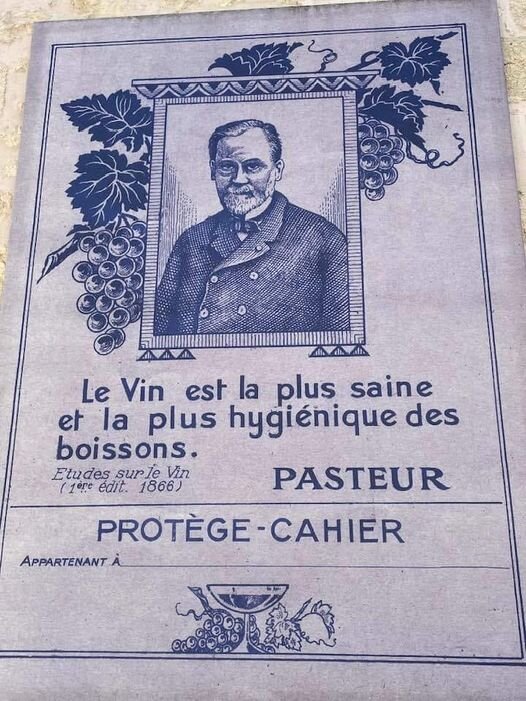 Le Vin est la plus saine
et la plus hygiénique des
boissons.
Etudes sur le Vin
(1ère édit. 1866)
PASTEUR
PROTÈGE-CAHIER
APPARTENANT À